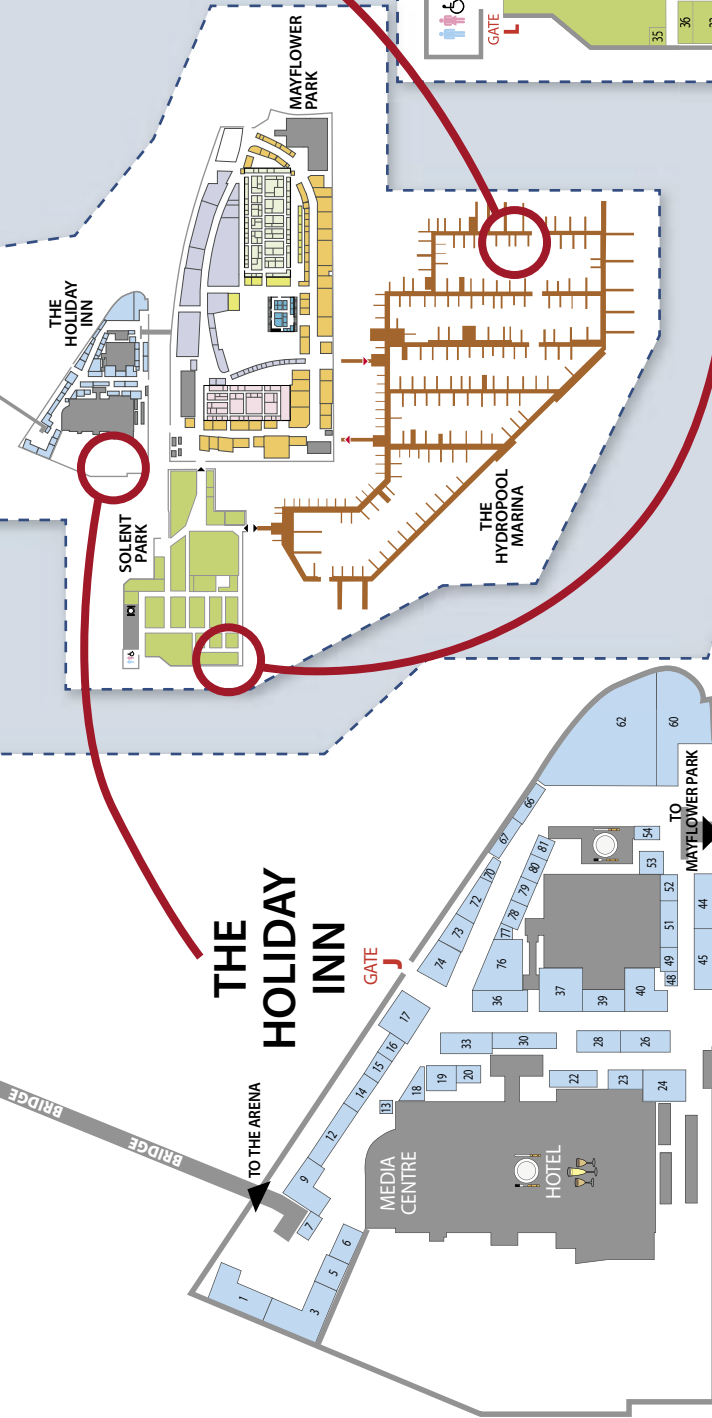 MAYFLOWER
PARK
THE
HOLIDAY
INN
SOLENT
PARK
THE
HYDROPOOL
MARINA
GATE
L
35
36
THE
HOLIDAY
INN
GATE
J
BRIDGE
BRIDGE
TO THE ARENA
TO
MAYFLOWER PARK
MEDIA
CENTRE
HOTEL
1
3
5
6
7
9
12
13
14
15
16
17
18
19
20
22
23
24
26
28
30
33
36
37
39
40
44
45
48
49
51
52
53
54
60
62
66
67
70
72
73
74
76
77
78
79
80
81